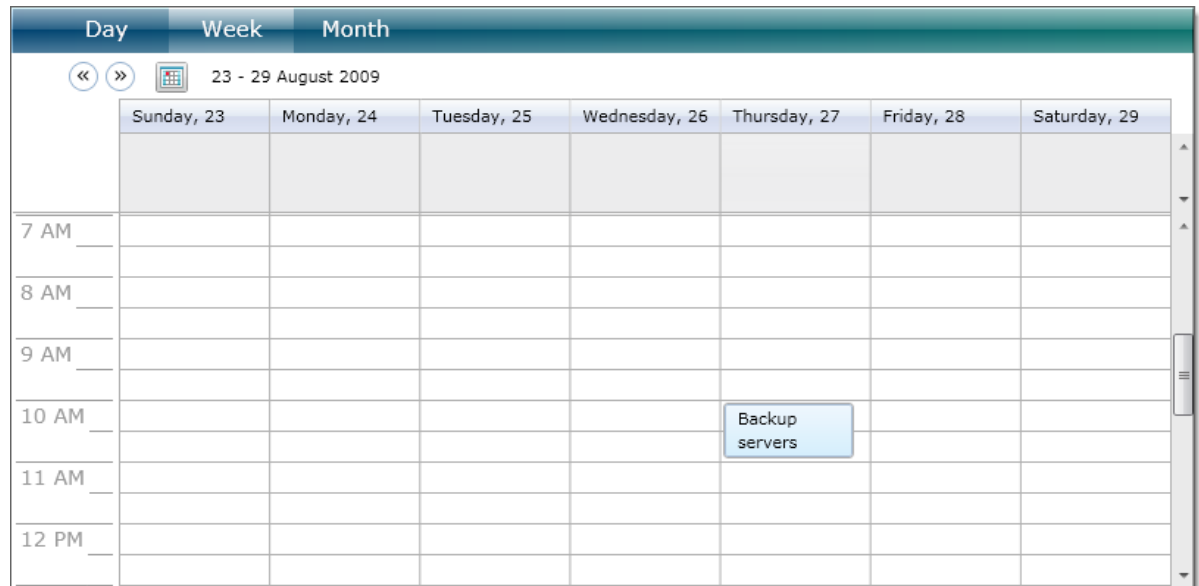 Day Week Month
23 - 29 August 2009
Sunday, 23 Monday, 24 Tuesday, 25 Wednesday, 26 Thursday, 27 Friday, 28 Saturday, 29
7 AM
8 AM
9 AM
10 AM
Backup
servers
11 AM
12 PM